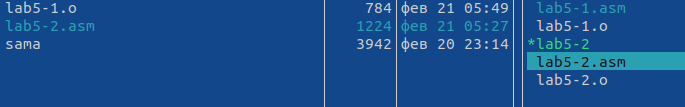 lab5-1.o 784 фев 21 05:49
lab5-2.asm 1224 фев 21 05:27
sama 3942 фев 20 23:14
lab5-1.asm
lab5-1.o
*lab5-2
lab5-2.asm
lab5-2.o